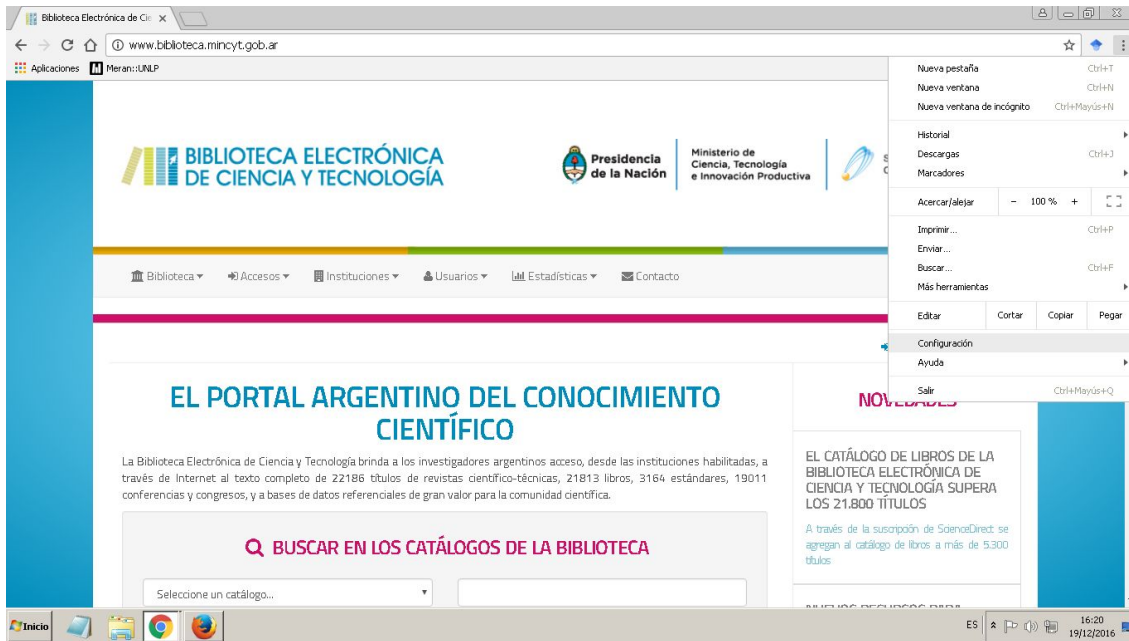 Biblioteca Electrónica de Cie
www.biblioteca.mincyt.gob.ar
Aplicaciones
Meran::UNLP
Nueva pestaña Ctrl+T
Nueva ventana Ctrl+N
Nueva ventana de incógnito Ctrl+Mayús+N
Historial
Descargas Ctrl+J
Marcadores
Acercar/alejar - 100 % +
Imprimir... Ctrl+P
Enviar...
Buscar... Ctrl+F
Más herramientas
Editar Cortar Copiar Pegar
Configuración
Ayuda
Salir Ctrl+Mayús+Q
BIBLIOTECA ELECTRÓNICA
DE CIENCIA Y TECNOLOGÍA
Presidencia
de la Nación
Ministerio de
Ciencia, Tecnología
e Innovación Productiva
Biblioteca
Accesos
Instituciones
Usuarios
Estadísticas
Contacto
EL PORTAL ARGENTINO DEL CONOCIMIENTO
CIENTÍFICO
La Biblioteca Electrónica de Ciencia y Tecnología brinda a los investigadores argentinos acceso, desde las instituciones habilitadas, a
través de Internet al texto completo de 22186 títulos de revistas científico-técnicas, 21813 libros, 3164 estándares, 19011
conferencias y congresos, y a bases de datos referenciales de gran valor para la comunidad científica.
BUSCAR EN LOS CATÁLOGOS DE LA BIBLIOTECA
Seleccione un catálogo...
NOVEDADES
EL CATÁLOGO DE LIBROS DE LA
BIBLIOTECA ELECTRÓNICA DE
CIENCIA Y TECNOLOGÍA SUPERA
LOS 21.800 TÍTULOS
A través de la suscripción de ScienceDirect se
agregan al catálogo de libros a más de 5.300
títulos
NUEVOS RECURSOS PARA
Inicio
ES
16:20
19/12/2016